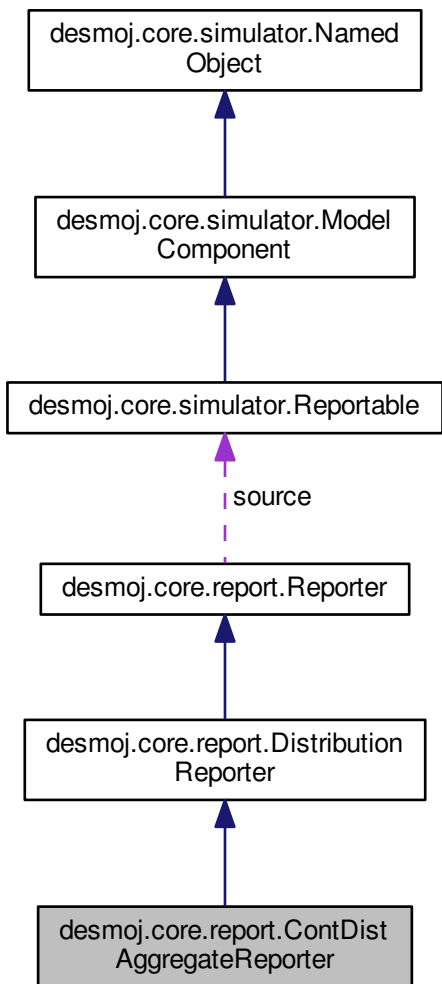 desmoj.core.simulator.Named
Object
desmoj.core.simulator.Model
Component
desmoj.core.simulator.Reportable
source
desmoj.core.report.Reporter
desmoj.core.report.Distribution
Reporter
desmoj.core.report.ContDist
AggregateReporter